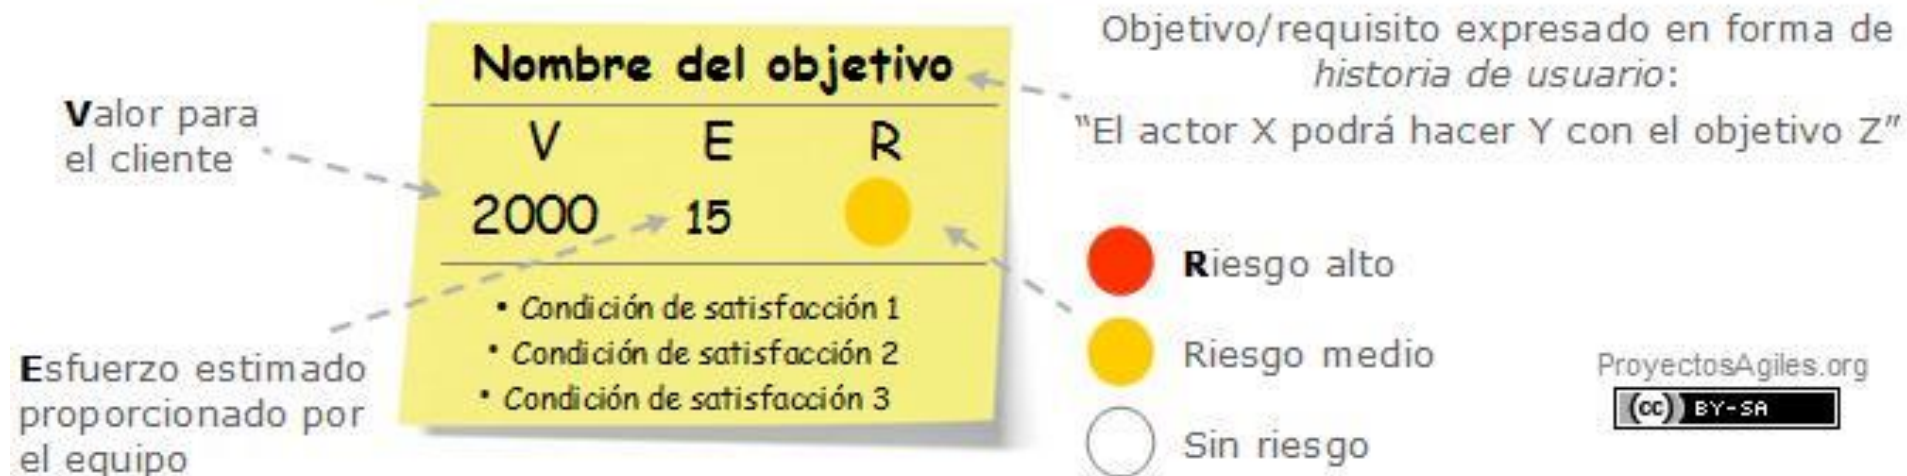 Nombre del objetivo
V E R
2000 15
• Condición de satisfacción 1
• Condición de satisfacción 2
• Condición de satisfacción 3
Valor para
el cliente
Esfuerzo estimado
proporcionado por
el equipo
Objetivo/requisito expresado en forma de
historia de usuario:
“El actor X podrá hacer Y con el objetivo Z”
Riesgo alto
Riesgo medio
Sin riesgo
ProyectosAgiles.org
(cc) BY-SA